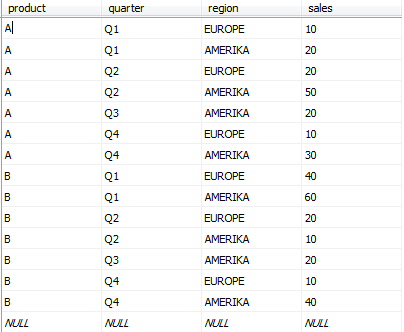 product quarter region sales
A Q1 EUROPE 10
A Q1 AMERIKA 20
A Q2 EUROPE 20
A Q2 AMERIKA 50
A Q3 AMERIKA 20
A Q4 EUROPE 10
A Q4 AMERIKA 30
B Q1 EUROPE 40
B Q1 AMERIKA 60
B Q2 EUROPE 20
B Q2 AMERIKA 10
B Q3 AMERIKA 20
B Q4 EUROPE 10
B Q4 AMERIKA 40
NULL NULL NULL NULL